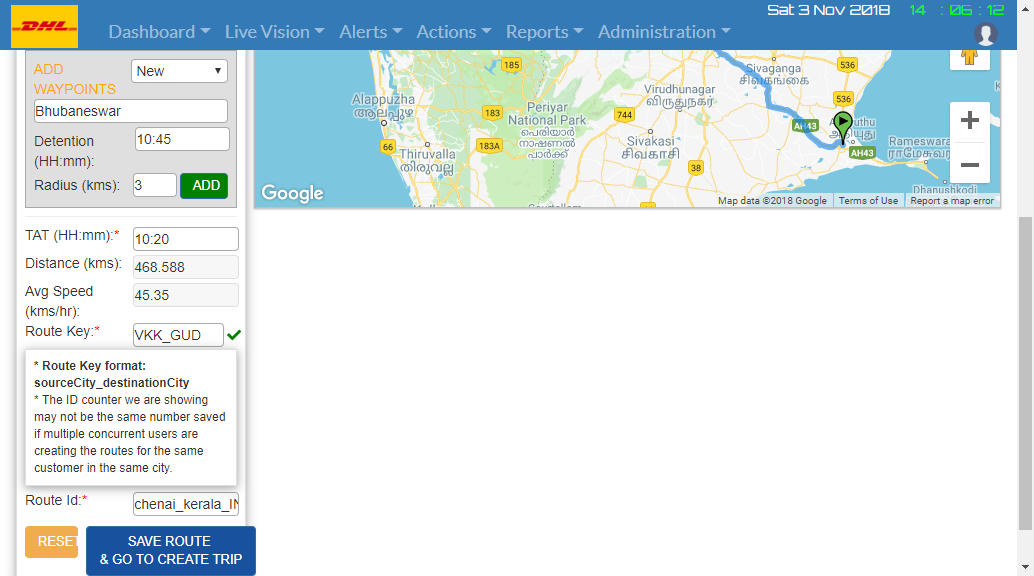 DHL
Dashboard Live Vision Alerts Actions Reports Administration
Sat 3 Nov 2018 14 : 06 : 12
ADD
WAYPOINTS
New
Bhubaneswar
Detention
(HH:mm):
10:45
Radius (kms):
3
ADD
TAT (HH:mm):*
10:20
Distance (kms):
468.588
Avg Speed
(kms/hr):
45.35
Route Key:*
VKK_GUD
* Route Key format:
sourceCity_destinationCity
* The ID counter we are showing
may not be the same number saved
if multiple concurrent users are
creating the routes for the same
customer in the same city.
Route Id:*
chenai_kerala_IN
RESET
SAVE ROUTE
& GO TO CREATE TRIP
185
Sivaganga
சிவகங்கை
536
Alappuzha
ആലപ്പുഴ
Virudhunagar
விருதுநகர்
536
183
Periyar
National Park
പെരിയാർ
നാഷണൽ
പാർക്ക്
744
AH43
66
183A
Thiruvalla
തിരുവല്ല
Sivakasi
சிவகாசி
AH43
38
Google
Map data ©2018 Google
Terms of Use
Report a map error